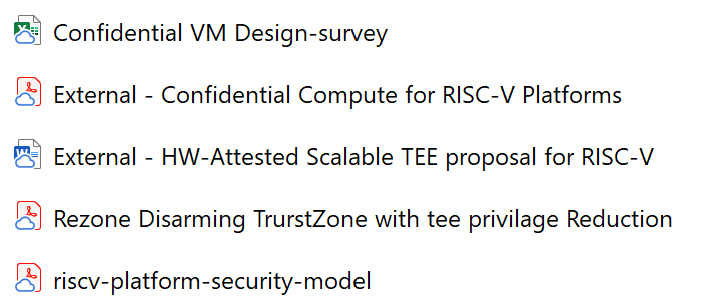 Confidential VM Design-survey
External - Confidential Compute for RISC-V Platforms
External - HW-Attested Scalable TEE proposal for RISC-V
Rezone Disarming TrurstZone with tee privilage Reduction
riscv-platform-security-model